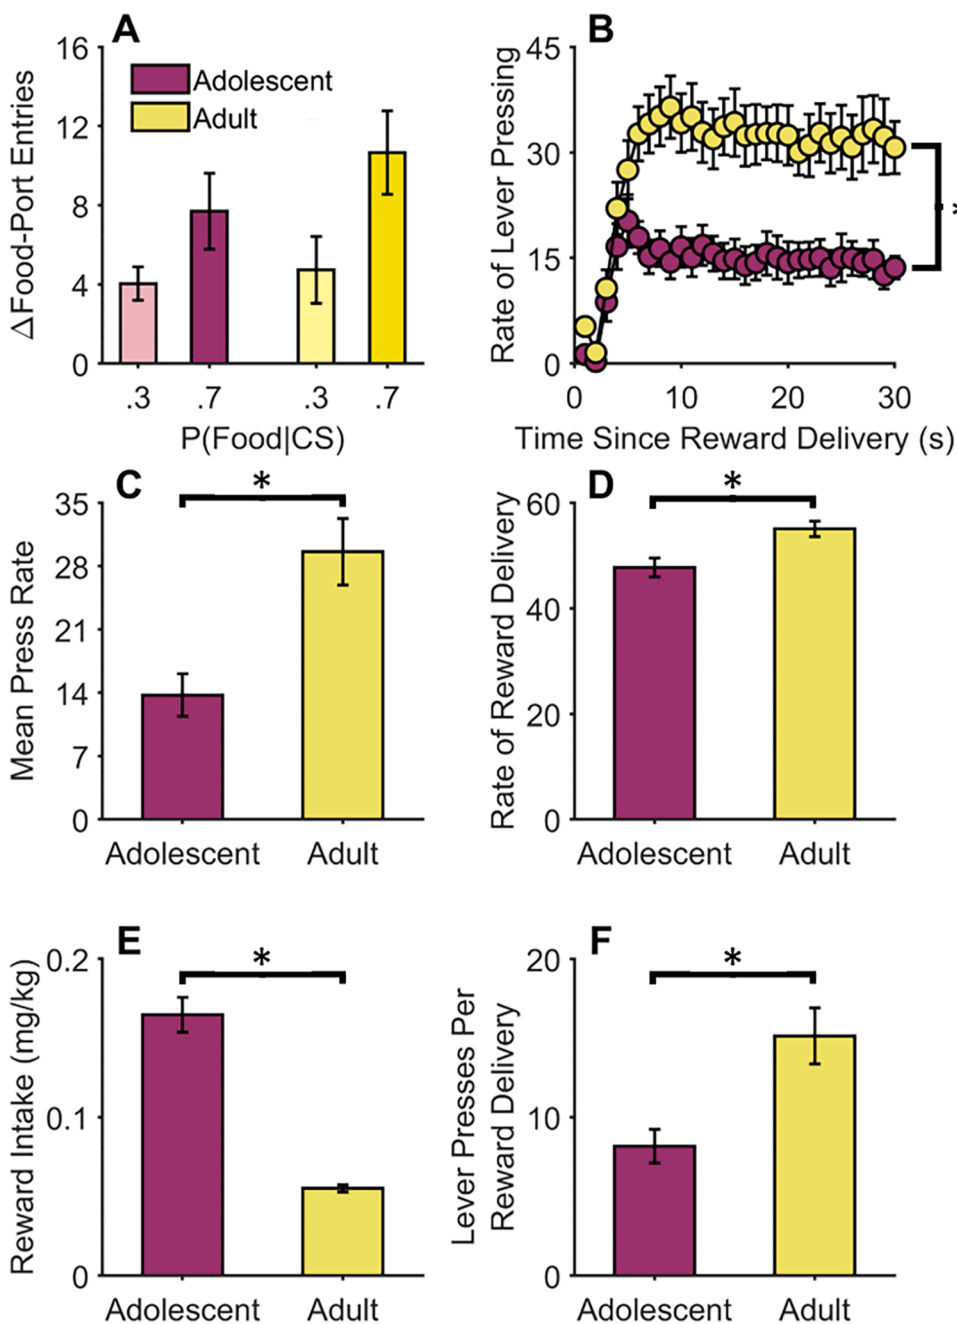 A
ΔFood-Port Entries
16
12
8
4
0
Adolescent
Adult
.3
.7
.3
.7
P(Food|CS)
B
Rate of Lever Pressing
45
30
15
0
0
10
20
30
Time Since Reward Delivery (s)
*
C
Mean Press Rate
35
28
21
14
7
0
*
Adolescent
Adult
D
Rate of Reward Delivery
60
40
20
0
*
Adolescent
Adult
E
Reward Intake (mg/kg)
0.2
0.1
0
*
Adolescent
Adult
F
Lever Presses Per
Reward Delivery
20
10
0
*
Adolescent
Adult